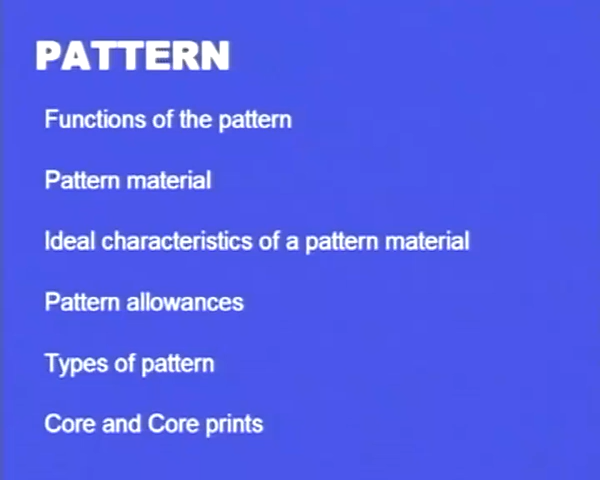 PATTERN
Functions of the pattern
Pattern material
Ideal characteristics of a pattern material
Pattern allowances
Types of pattern
Core and Core prints